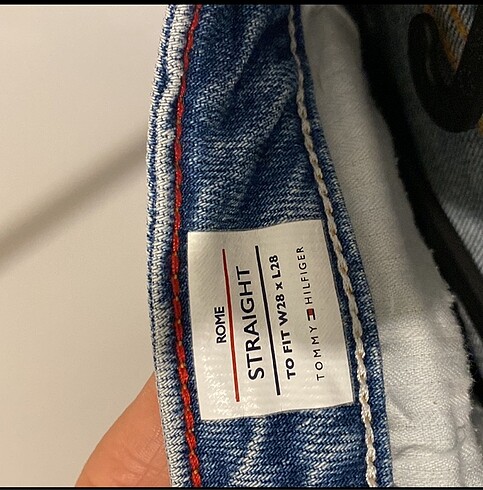 ROME
STRAIGHT
TO FIT W28 x L28
TOMMY HILFIGER